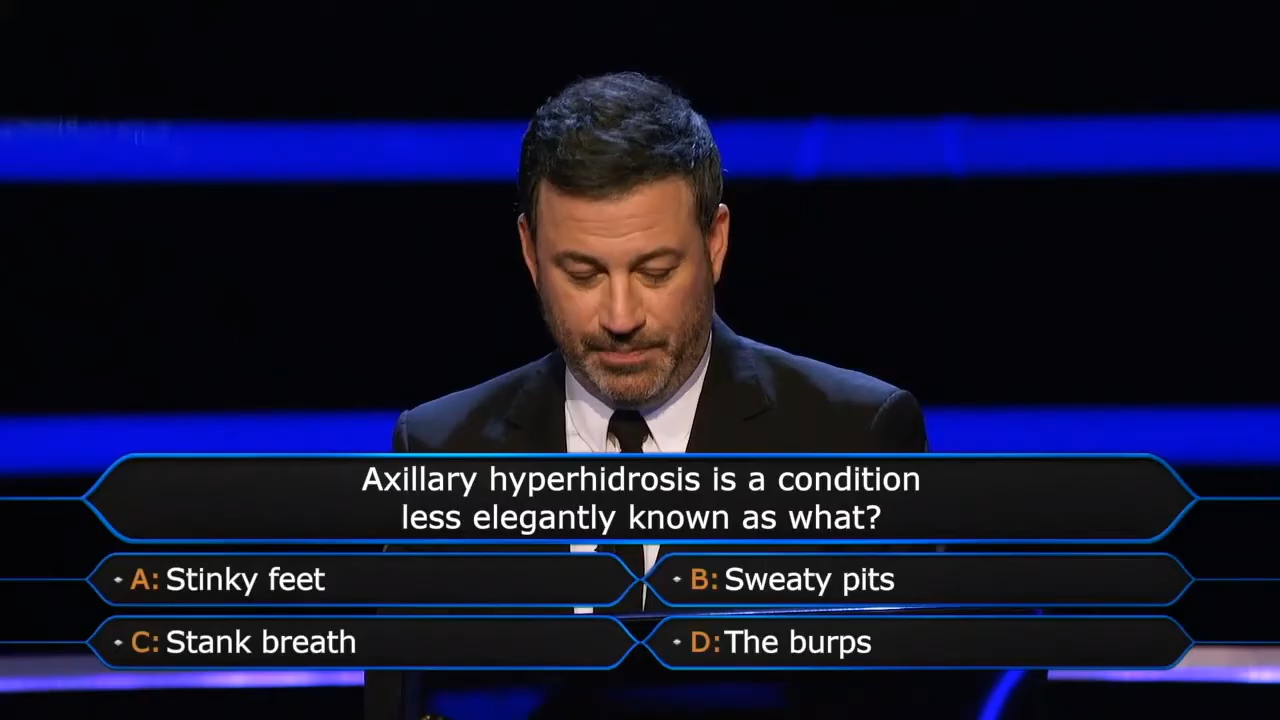 Axillary hyperhidrosis is a condition
less elegantly known as what?
A: Stinky feet
B: Sweaty pits
C: Stank breath
D: The burps